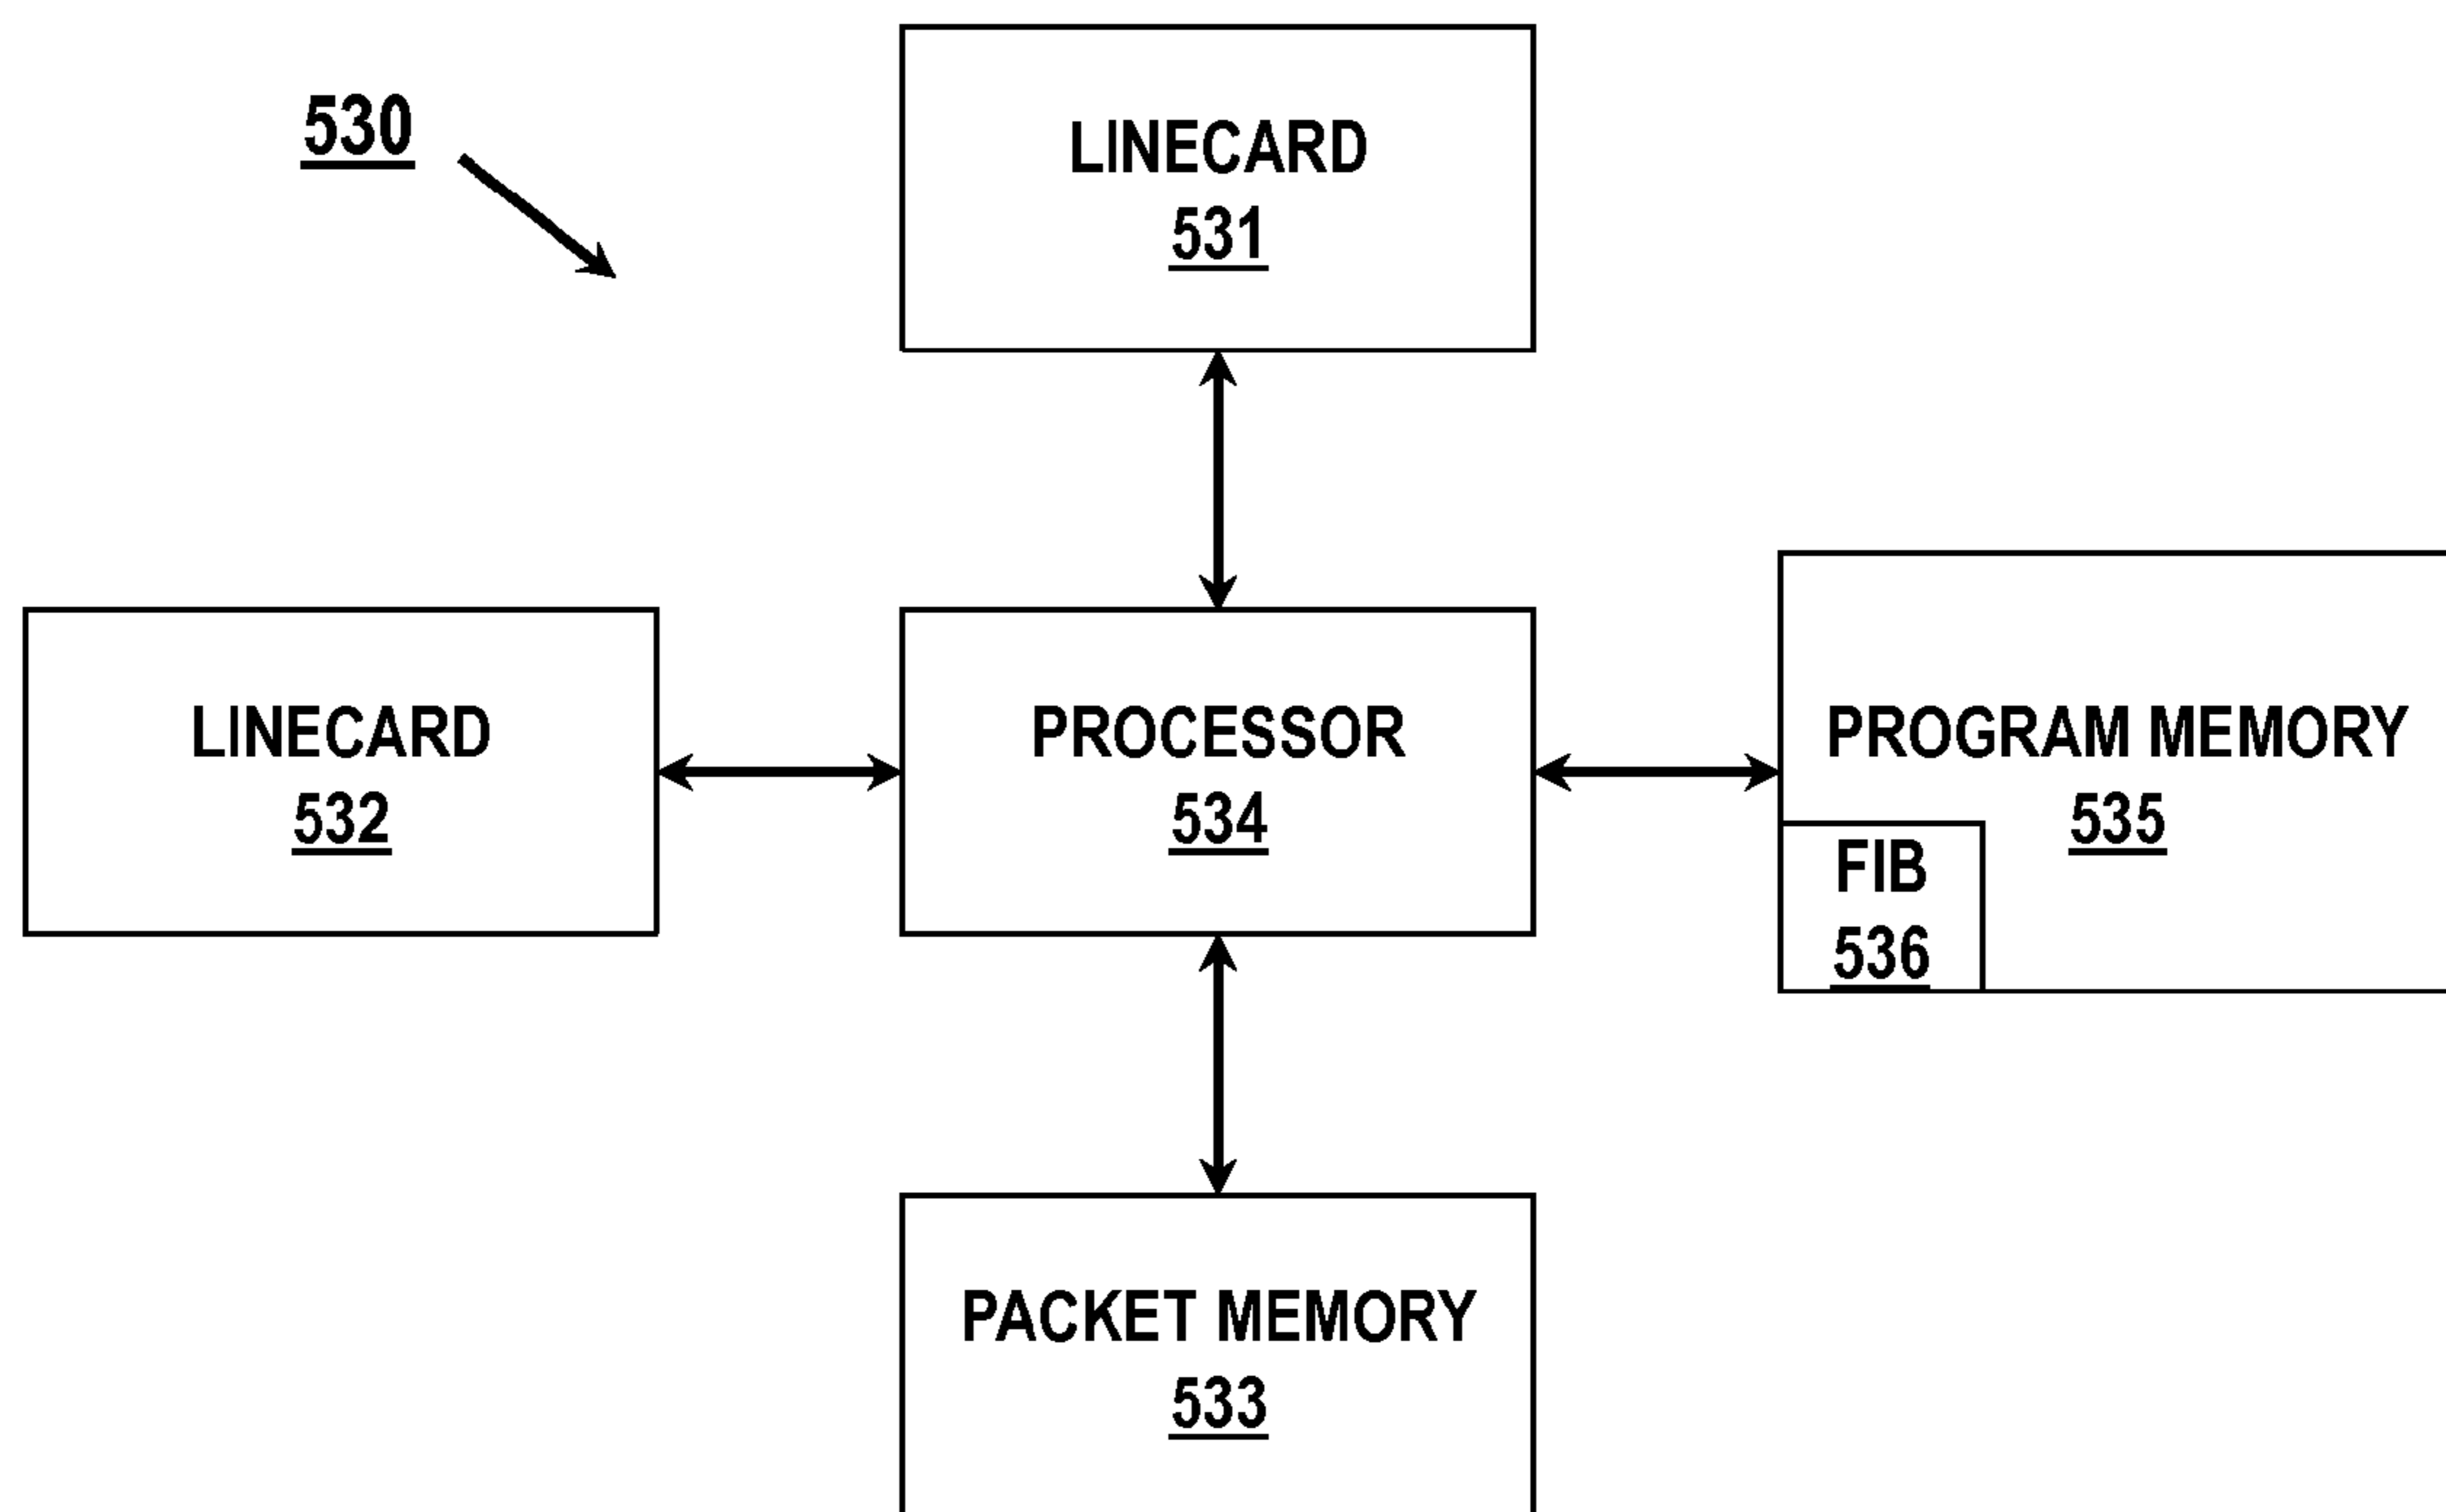 530
LINECARD
531
LINECARD
532
PROCESSOR
534
PROGRAM MEMORY
535
FIB
536
PACKET MEMORY
533